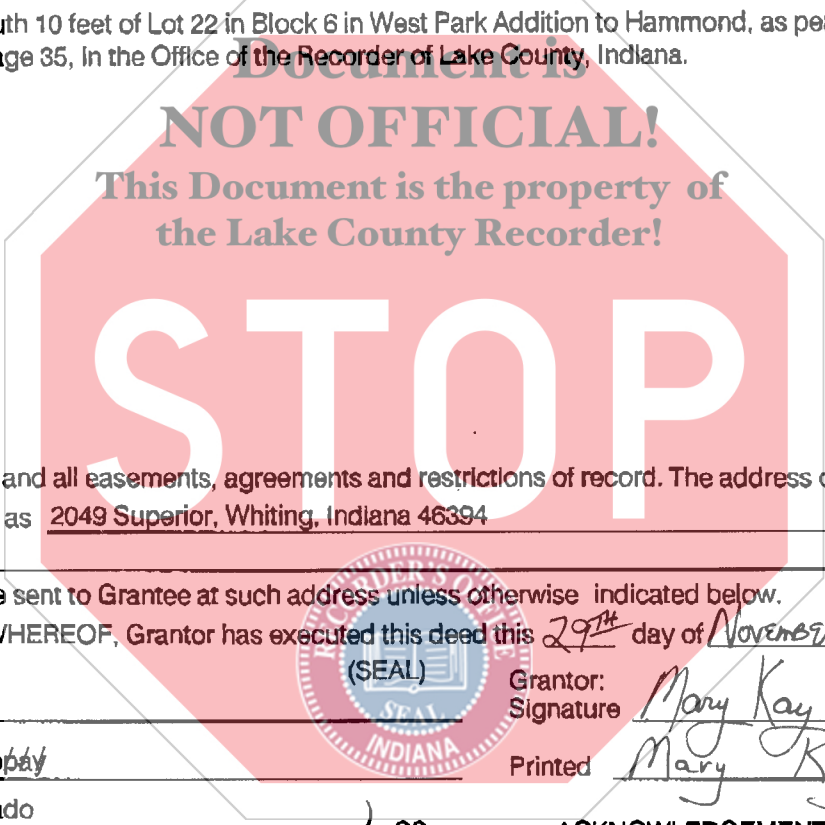 uth 10 feet of Lot 22 in Block 6 in West Park Addition to Hammond, as pe
age 35, in the Office of the Recorder of Lake County, Indiana.
Document is
NOT OFFICIAL!
This Document is the property of
the Lake County Recorder!
STOP
and all easements, agreements and restrictions of record. The address
as 2049 Superior, Whiting, Indiana 46394
e sent to Grantee at such address unless otherwise indicated below.
WHEREOF, Grantor has executed this deed this 29TH day of November
(SEAL)
RECORDER'S OFFICE
SEAL
INDIANA
Grantor:
Signature Mary Kay
pay
Printed Mary K
do
ACKNOWLEDGEMENT